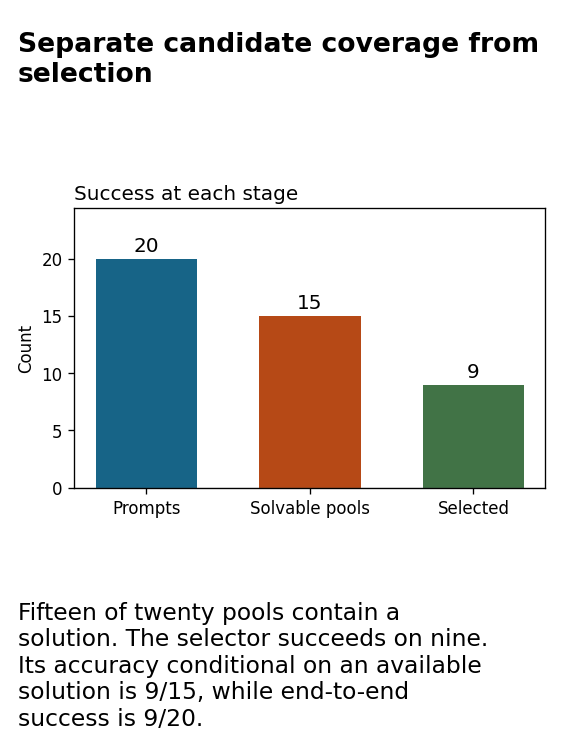 Separate candidate coverage from
selection
Success at each stage
20
15
9
20
15
10
5
0
Count
Prompts
Solvable pools
Selected
Fifteen of twenty pools contain a
solution. The selector succeeds on nine.
Its accuracy conditional on an available
solution is 9/15, while end-to-end
success is 9/20.